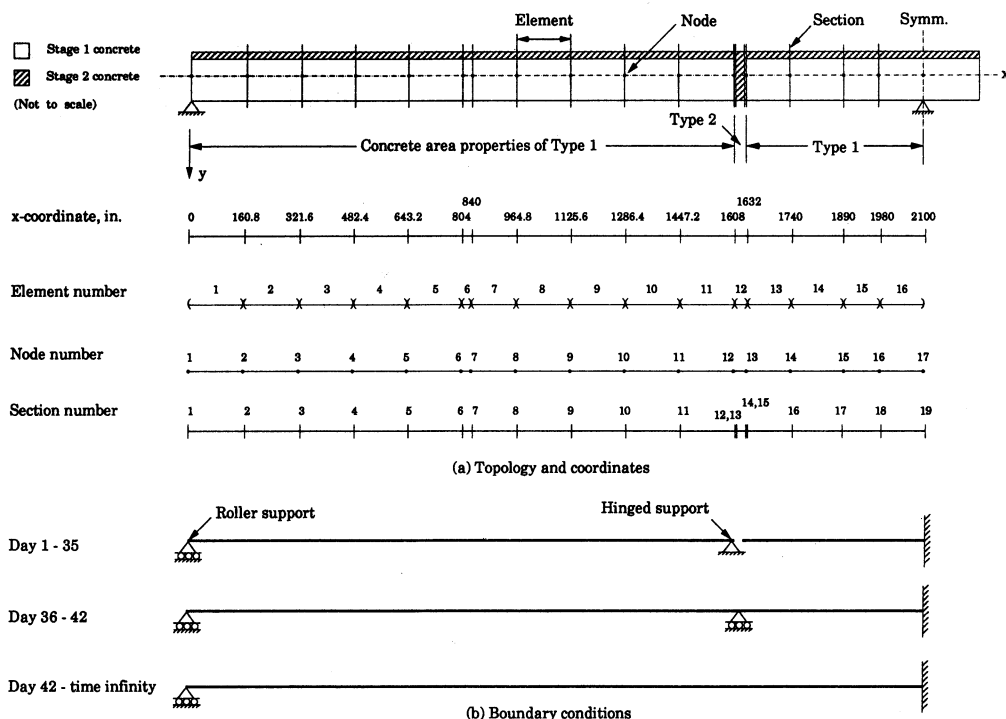 Element Node Section Symm.
Stage 1 concrete
Stage 2 concrete
(Not to scale)
x
Type 2
Concrete area properties of Type 1 Type 1
y
840 1632
x-coordinate, in. 0 160.8 321.6 482.4 643.2 804 964.8 1125.6 1286.4 1447.2 1608 1740 1890 1980 2100
Element number 1 2 3 4 5 6 7 8 9 10 11 12 13 14 15 16
Node number 1 2 3 4 5 6 7 8 9 10 11 12 13 14 15 16 17
14,15
Section number 1 2 3 4 5 6 7 8 9 10 11 12,13 16 17 18 19
(a) Topology and coordinates
Roller support Hinged support
Day 1 - 35
Day 36 - 42
Day 42 - time infinity
(b) Boundary conditions